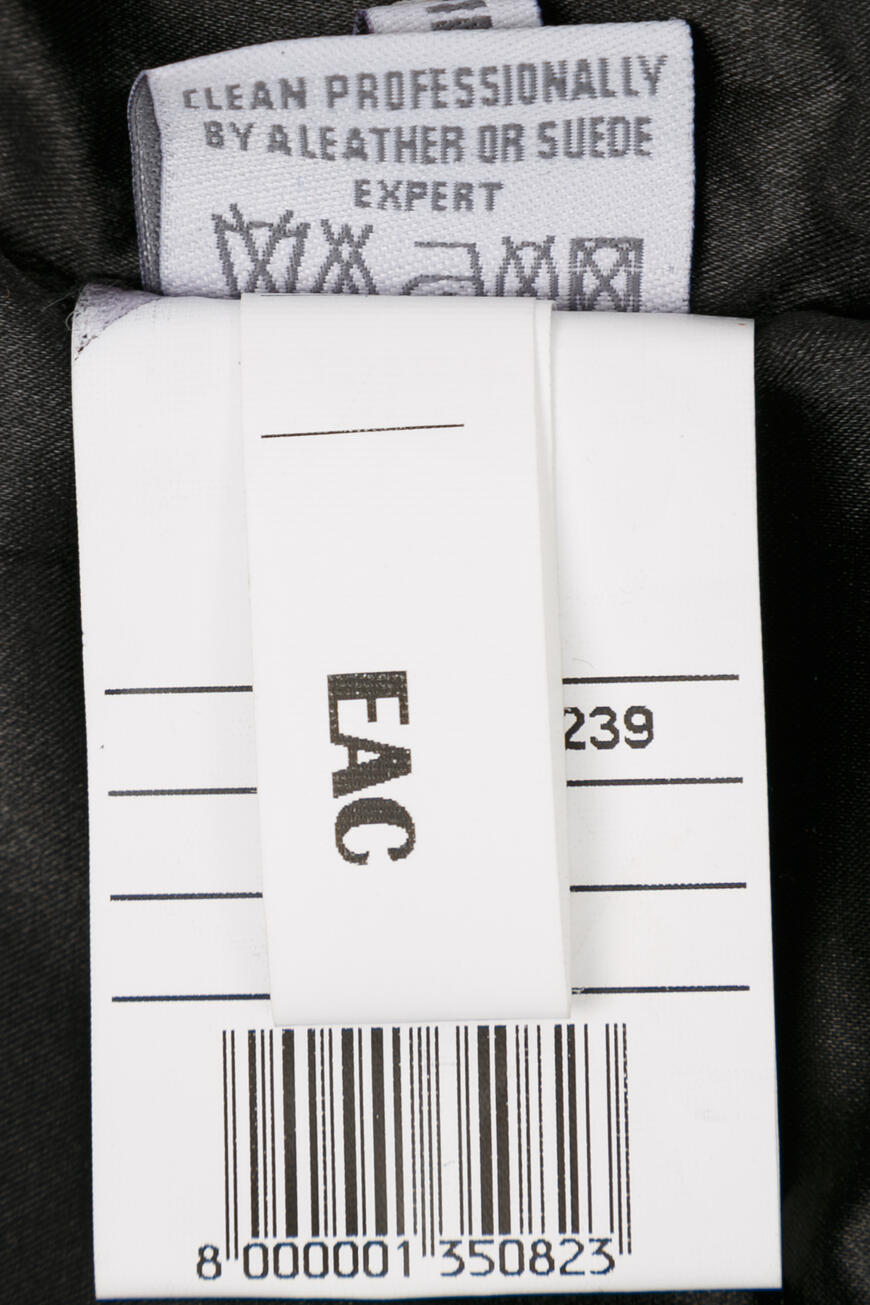 CLEAN PROFESSIONALLY
BY A LEATHER OR SUEDE
EXPERT
239
EAC
8 000001 350823